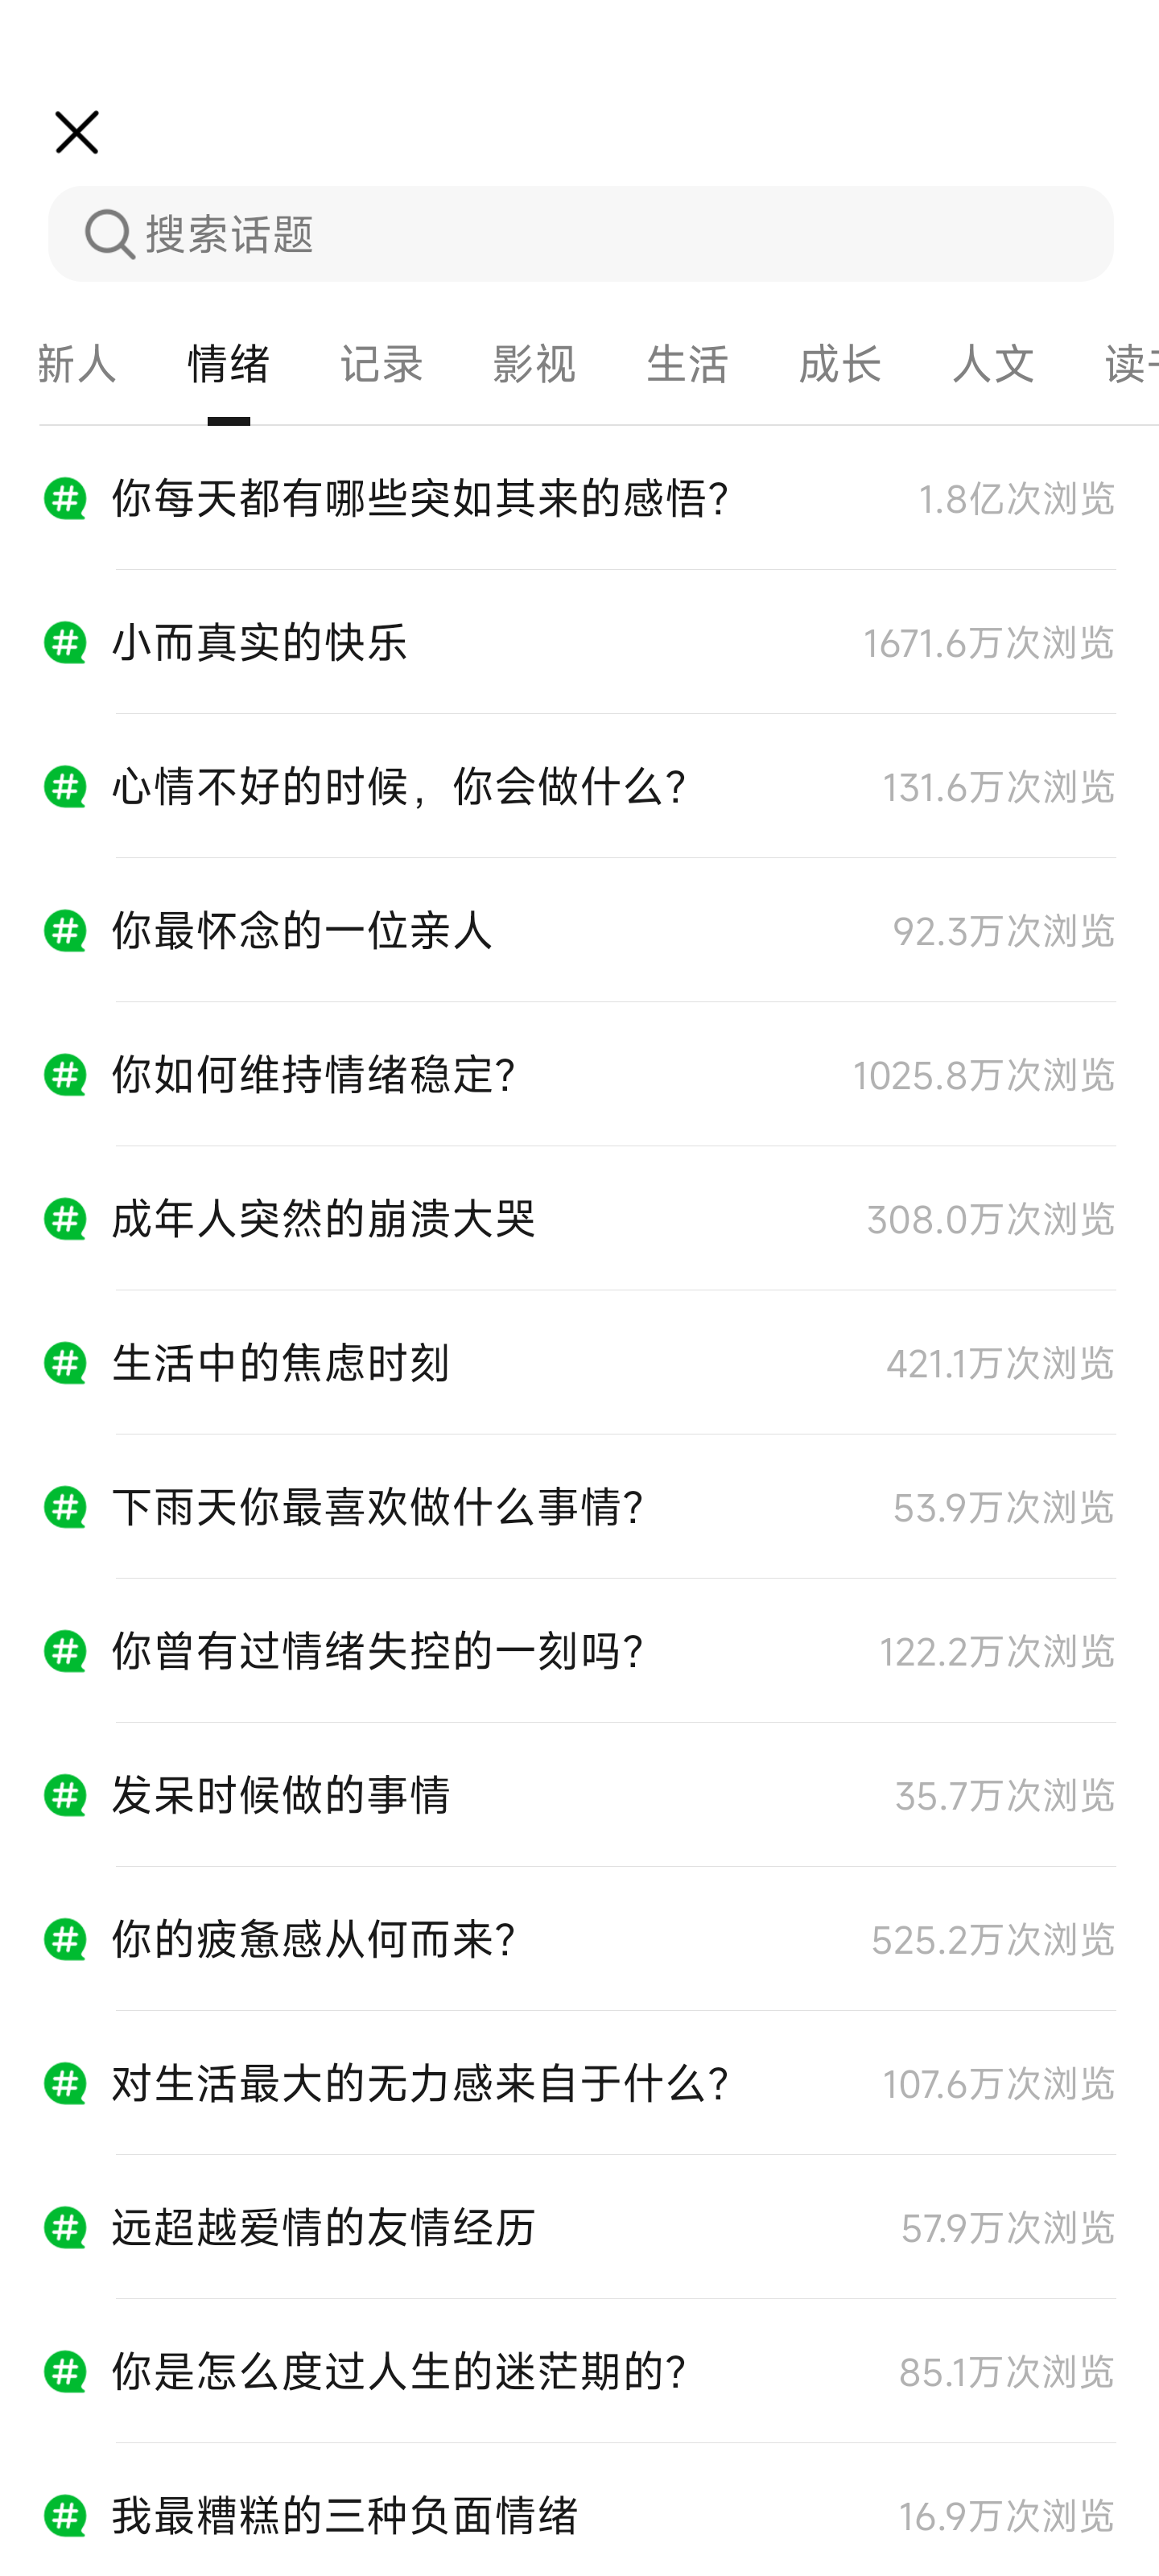 搜索话题
新人 情绪 记录 影视 生活 成长 人文
你每天都有哪些突如其来的感悟? 1.8亿次浏览
小而真实的快乐 1671.6万次浏览
心情不好的时候，你会做什么? 131.6万次浏览
你最怀念的一位亲人 92.3万次浏览
你如何维持情绪稳定? 1025.8万次浏览
成年人突然的崩溃大哭 308.0万次浏览
生活中的焦虑时刻 421.1万次浏览
下雨天你最喜欢做什么事情? 53.9万次浏览
你曾有过情绪失控的一刻吗? 122.2万次浏览
发呆时候做的事情 35.7万次浏览
你的疲惫感从何而来? 525.2万次浏览
对生活最大的无力感来自于什么? 107.6万次浏览
远超越爱情的友情经历 57.9万次浏览
你是怎么度过人生的迷茫期的? 85.1万次浏览
我最糟糕的三种负面情绪 16.9万次浏览